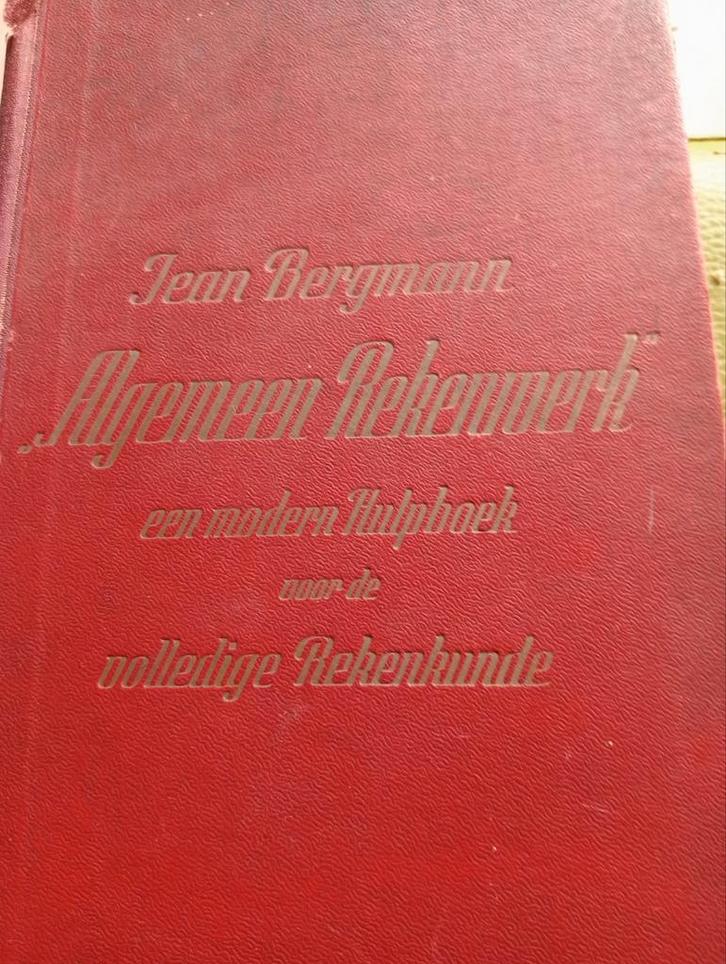 Jean Bergmann
„Algemeen Rekenwerk”
een modern Hulpboek
voor de
volledige Rekenkunde